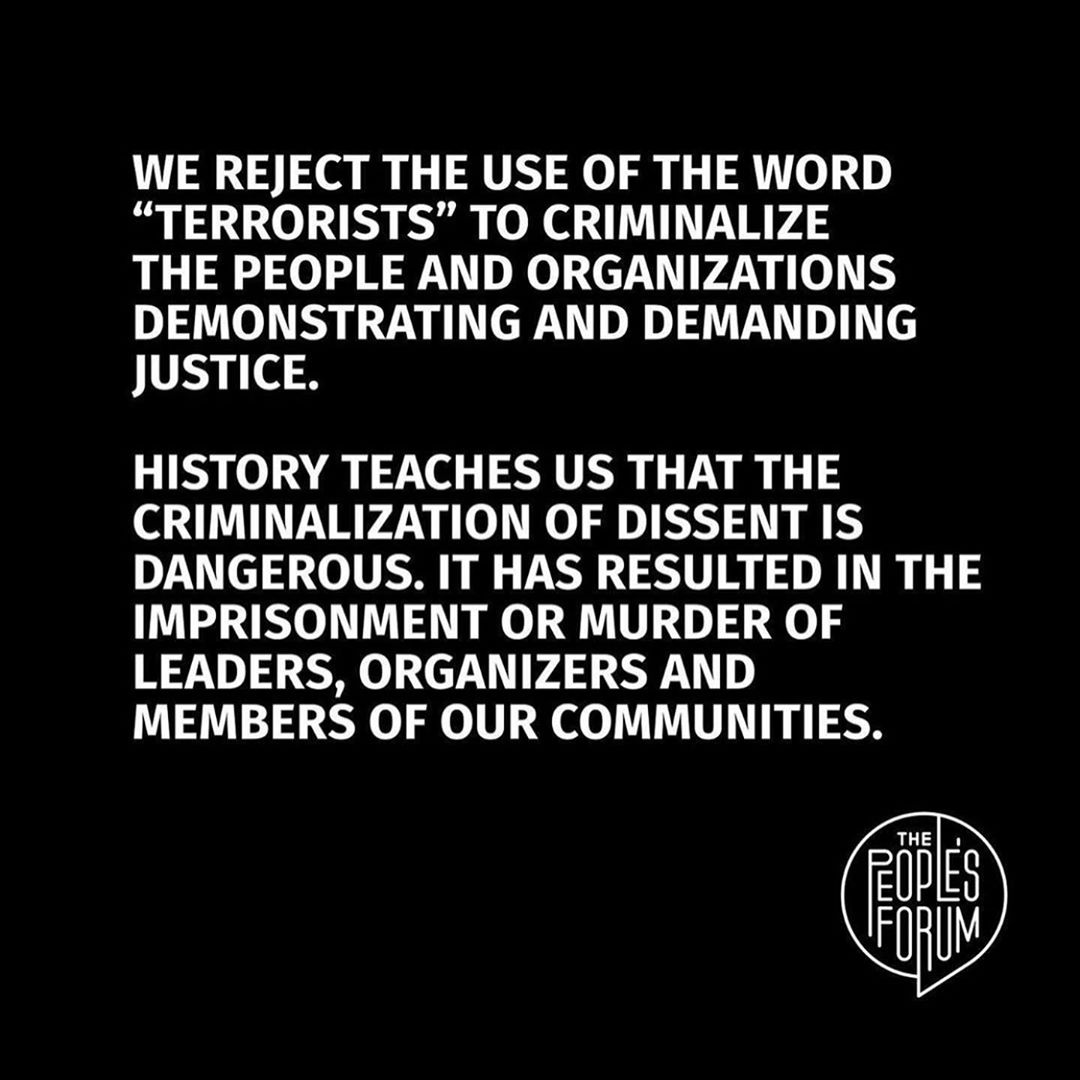 WE REJECT THE USE OF THE WORD
“TERRORISTS” TO CRIMINALIZE
THE PEOPLE AND ORGANIZATIONS
DEMONSTRATING AND DEMANDING
JUSTICE.
HISTORY TEACHES US THAT THE
CRIMINALIZATION OF DISSENT IS
DANGEROUS. IT HAS RESULTED IN THE
IMPRISONMENT OR MURDER OF
LEADERS, ORGANIZERS AND
MEMBERS OF OUR COMMUNITIES.
THE
PEOPLE'S
FORUM